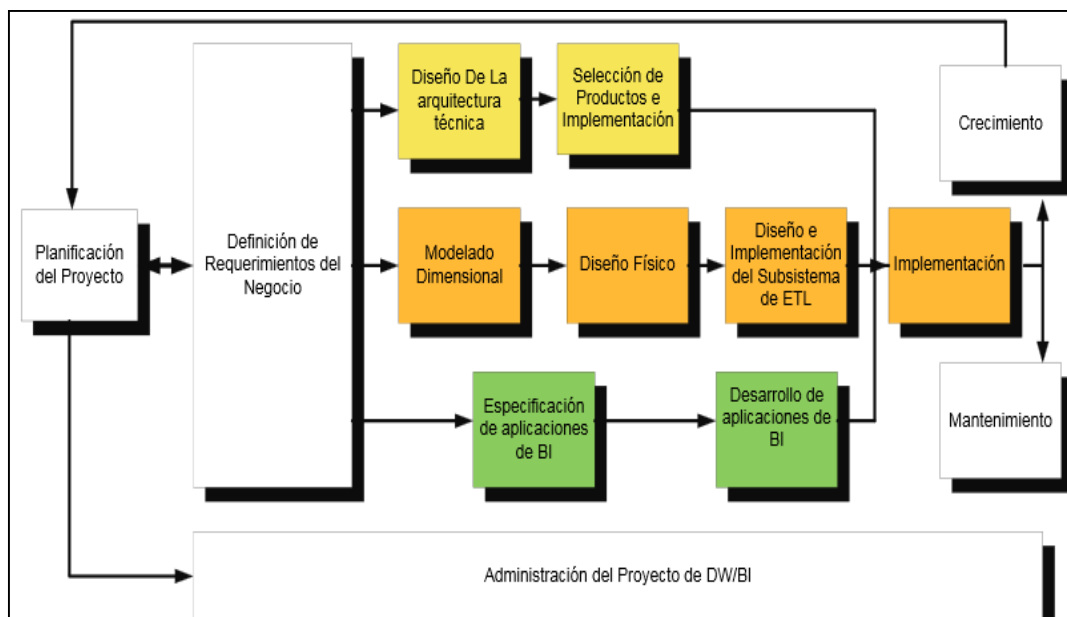 Planificación
del Proyecto
Definición de
Requerimientos del
Negocio
Diseño De La
arquitectura
técnica
Selección de
Productos e
Implementación
Modelado
Dimensional
Diseño Físico
Diseño e
Implementación
del Subsistema
de ETL
Implementación
Especificación
de aplicaciones
de BI
Desarrollo de
aplicaciones de
BI
Crecimiento
Mantenimiento
Administración del Proyecto de DW/BI